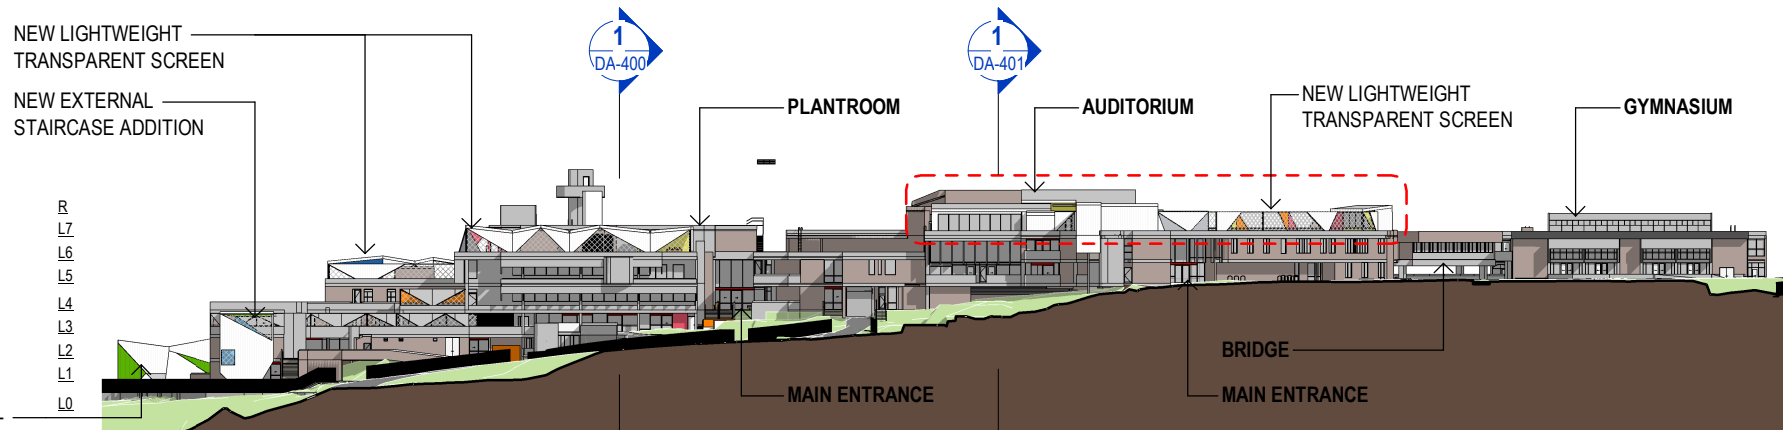 NEW LIGHTWEIGHT
TRANSPARENT SCREEN
NEW EXTERNAL
STAIRCASE ADDITION
1
DA-400
PLANTROOM
1
DA-401
AUDITORIUM
NEW LIGHTWEIGHT
TRANSPARENT SCREEN
GYMNASIUM
R
L7
L6
L5
L4
L3
L2
L1
L0
BRIDGE
MAIN ENTRANCE
MAIN ENTRANCE